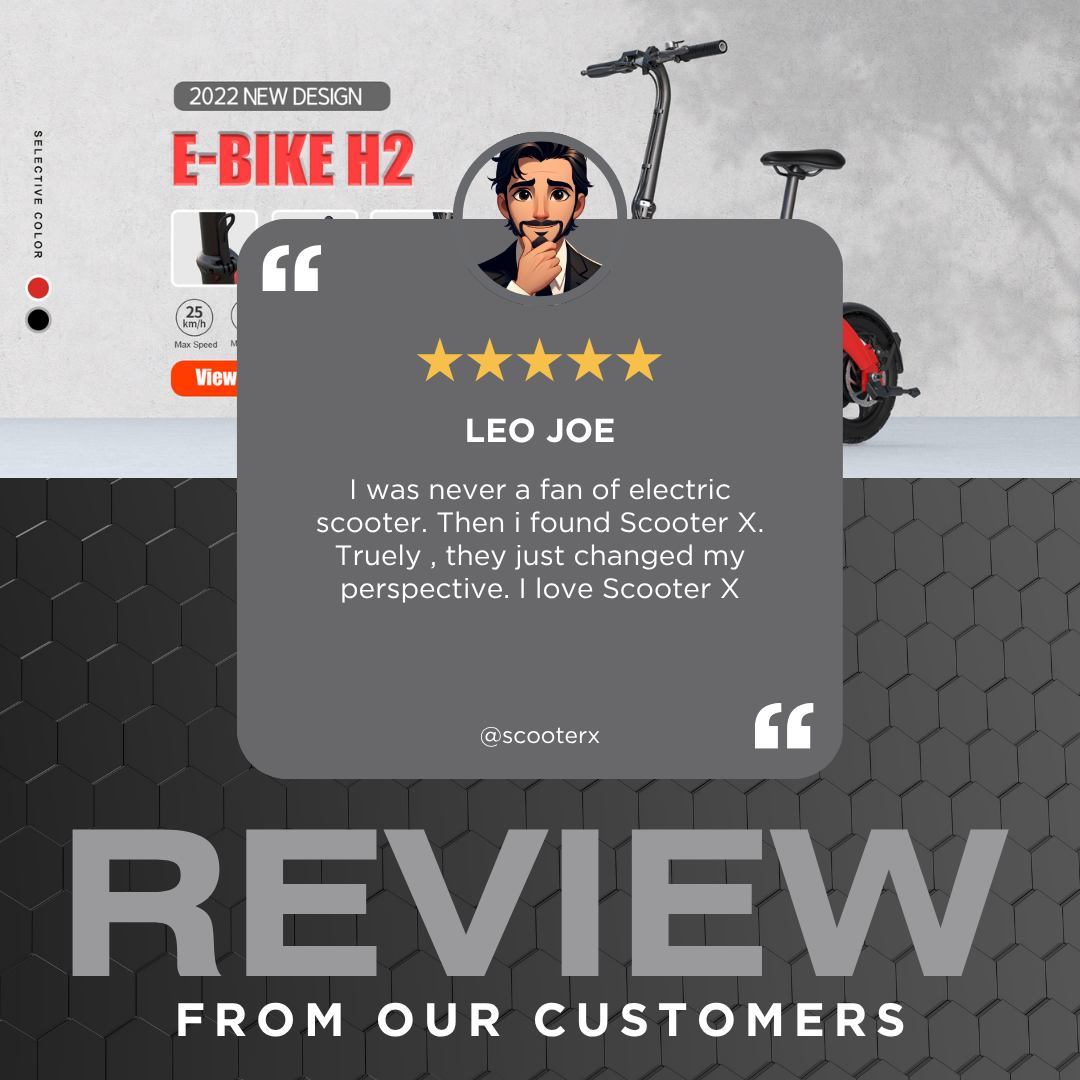 2022 NEW DESIGN
E-BIKE H2
SELECTIVE COLOR
25
km/h
Max Speed
View
“
LEO JOE
I was never a fan of electric
scooter. Then i found Scooter X.
Truely , they just changed my
perspective. I love Scooter X
@scooterx
“
REVIEW
FROM OUR CUSTOMERS